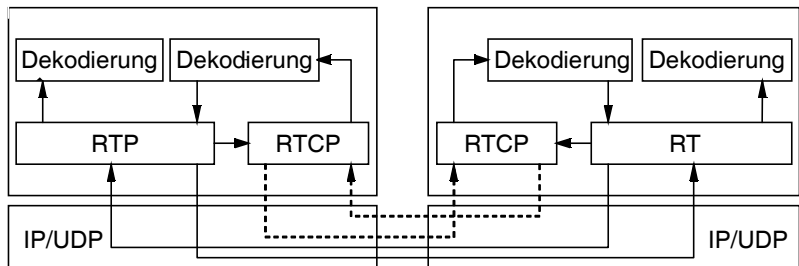 Dekodierung Dekodierung Dekodierung Dekodierung
RTP RTCP RTCP RT
IP/UDP IP/UDP